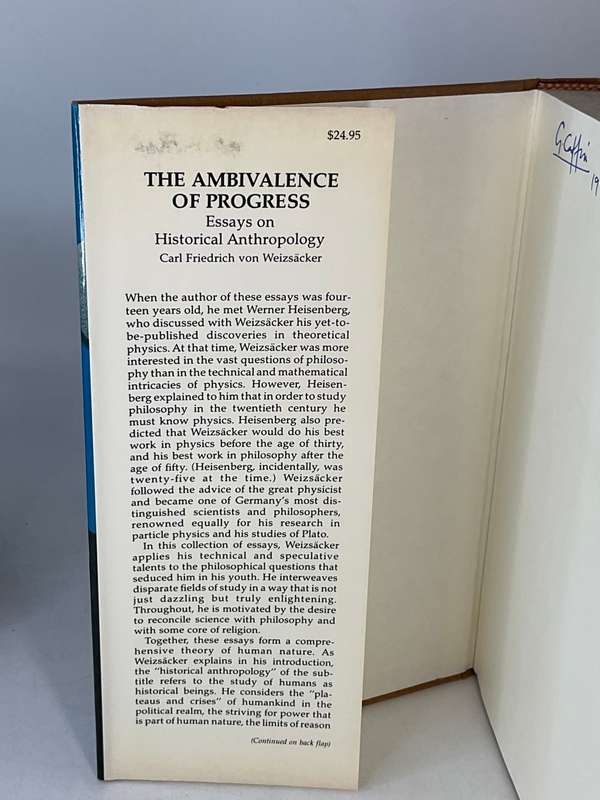 $24.95
THE AMBIVALENCE
OF PROGRESS
Essays on
Historical Anthropology
Carl Friedrich von Weizsäcker
When the author of these essays was four-
teen years old, he met Werner Heisenberg,
who discussed with Weizsäcker his yet-to-
be-published discoveries in theoretical
physics. At that time, Weizsäcker was more
interested in the vast questions of philoso-
phy than in the technical and mathematical
intricacies of physics. However, Heisen-
berg explained to him that in order to study
philosophy in the twentieth century he
must know physics. Heisenberg also pre-
dicted that Weizsäcker would do his best
work in physics before the age of thirty,
and his best work in philosophy after the
age of fifty. (Heisenberg, incidentally, was
twenty-five at the time.) Weizsäcker
followed the advice of the great physicist
and became one of Germany's most dis-
tinguished scientists and philosophers,
renowned equally for his research in
particle physics and his studies of Plato.
In this collection of essays, Weizsäcker
applies his technical and speculative
talents to the philosophical questions that
seduced him in his youth. He interweaves
disparate fields of study in a way that is not
just dazzling but truly enlightening.
Throughout, he is motivated by the desire
to reconcile science with philosophy and
with some core of religion.
Together, these essays form a compre-
hensive theory of human nature. As
Weizsäcker explains in his introduction,
the "historical anthropology" of the sub-
title refers to the study of humans as
historical beings. He considers the "pla-
teaus and crises" of humankind in the
political realm, the striving for power that
is part of human nature, the limits of reason
(Continued on back flap)
19